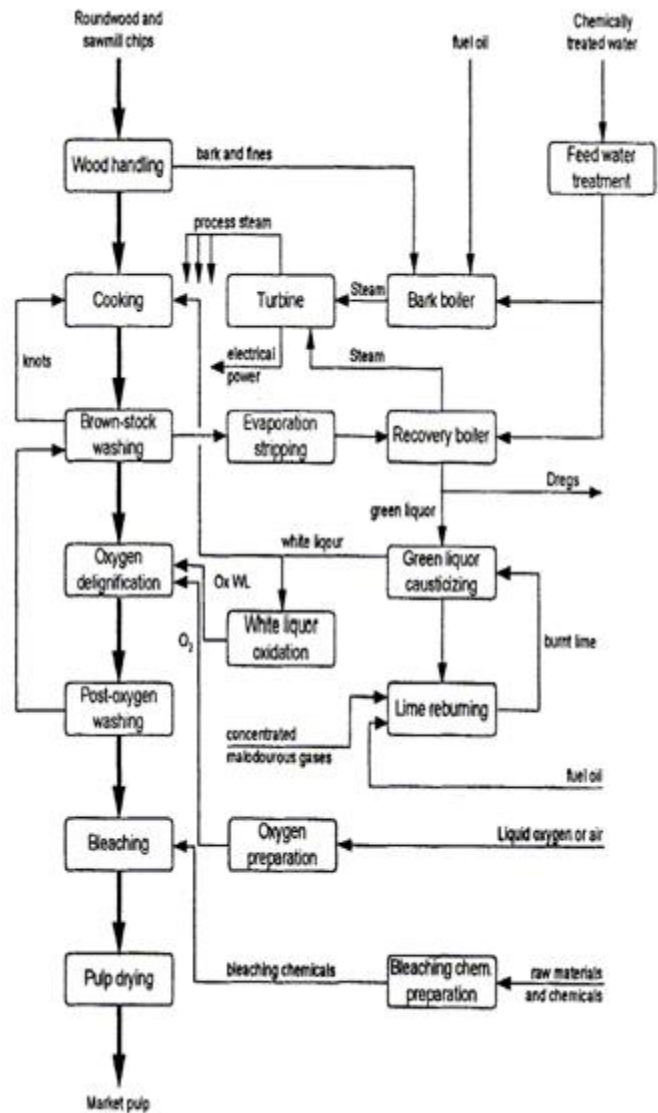 Roundwood and
sawmill chips
fuel oil
Chemically
treated water
Wood handling
bark and fines
Feed water
treatment
process steam
Cooking
Turbine
Steam
Bark boiler
knots
electrical
power
Steam
Brown-stock
washing
Evaporation
stripping
Recovery boiler
Dregs
green liquor
white liqour
Oxygen
delignification
Ox WL
Green liquor
causticizing
O2
White liquor
oxidation
burnt lime
Post-oxygen
washing
Lime reburning
concentrated
malodourous gases
fuel oil
Bleaching
Oxygen
preparation
Liquid oxygen or air
Pulp drying
bleaching chemicals
Bleaching chem.
preparation
raw materials
and chemicals
Market pulp